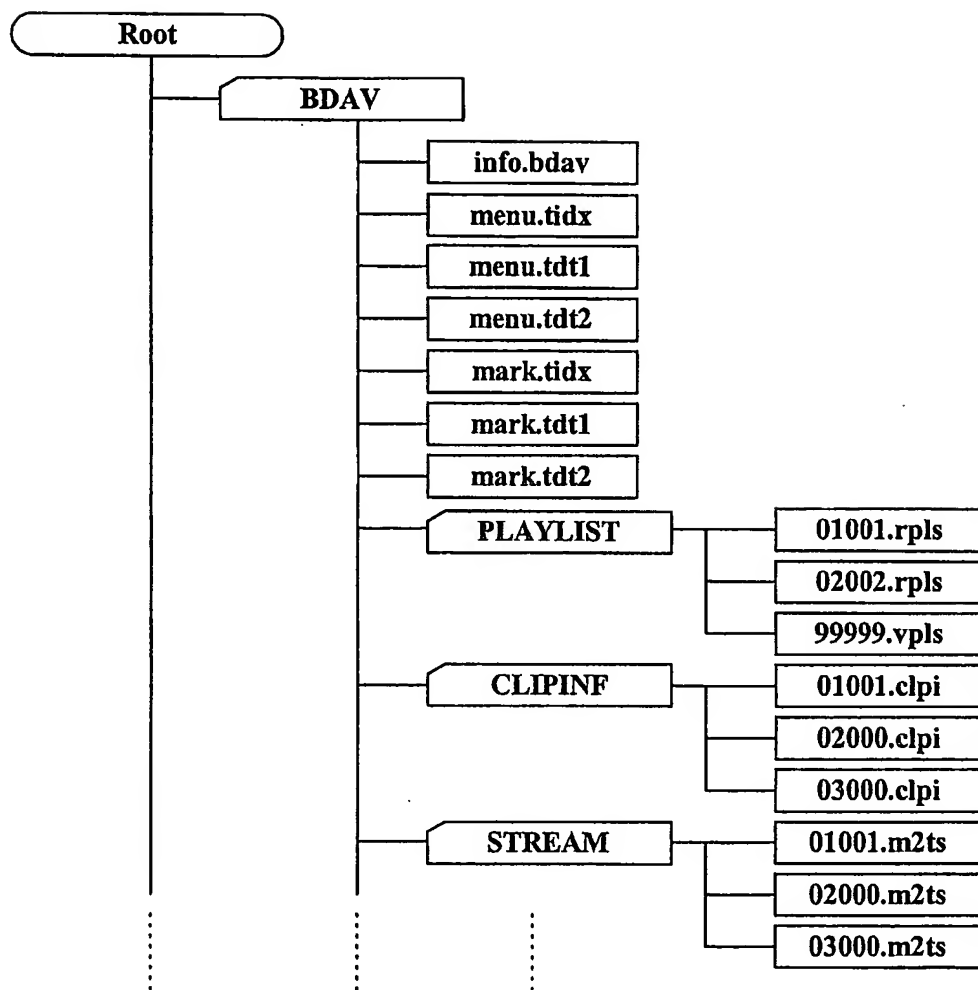 Root
BDAV
info.bdav
menu.tidx
menu.tdt1
menu.tdt2
mark.tidx
mark.tdt1
mark.tdt2
PLAYLIST
01001.rpls
02002.rpls
99999.vpls
CLIPINF
01001.clpi
02000.clpi
03000.clpi
STREAM
01001.m2ts
02000.m2ts
03000.m2ts